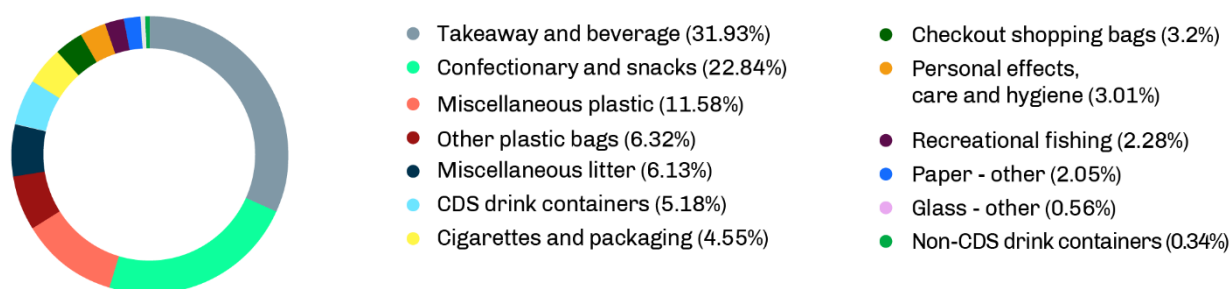 Takeaway and beverage (31.93%)
Confectionary and snacks (22.84%)
Miscellaneous plastic (11.58%)
Other plastic bags (6.32%)
Miscellaneous litter (6.13%)
CDS drink containers (5.18%)
Cigarettes and packaging (4.55%)
Checkout shopping bags (3.2%)
Personal effects,
care and hygiene (3.01%)
Recreational fishing (2.28%)
Paper - other (2.05%)
Glass - other (0.56%)
Non-CDS drink containers (0.34%)